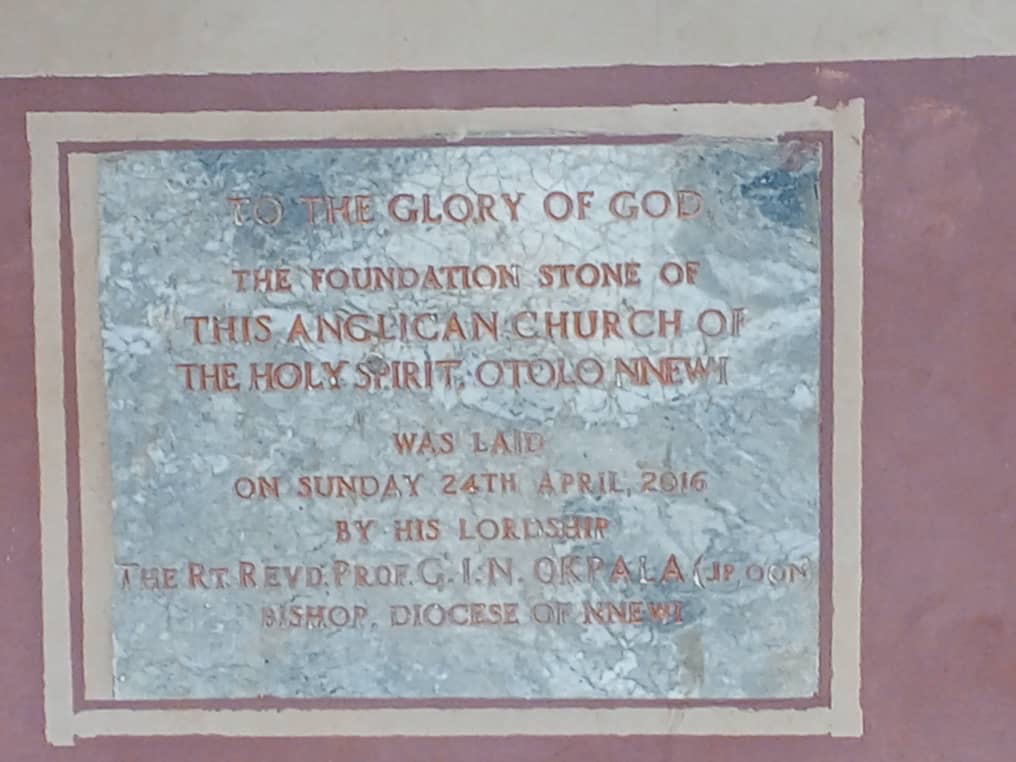 TO THE GLORY OF GOD
THE FOUNDATION STONE OF
THIS ANGLICAN CHURCH OF
THE HOLY SPIRIT, OTOLO NNEWI
WAS LAID
ON SUNDAY 24TH APRIL, 2016
BY HIS LORDSHIP
THE RT. REVD. PROF. G. I. N. OKPALA (JP, OON)
BISHOP, DIOCESE OF NNEWI